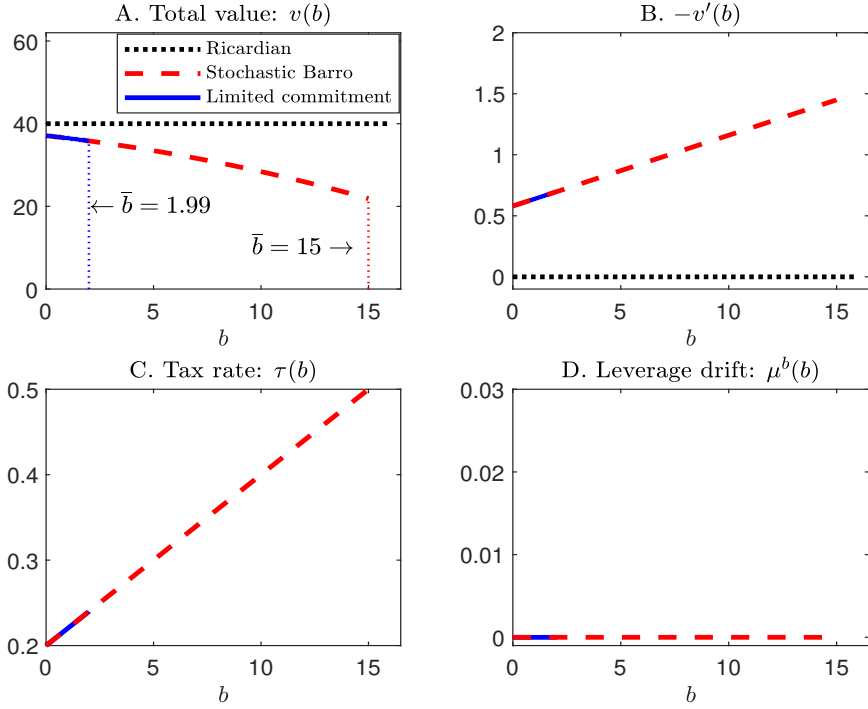 A. Total value: v(b)
60
40
20
0
0 5 10 15
b
Ricardian
Stochastic Barro
Limited commitment
← b̅ = 1.99
b̅ = 15 →
B. −v′(b)
2
1.5
1
0.5
0
0 5 10 15
b
C. Tax rate: τ(b)
0.5
0.4
0.3
0.2
0 5 10 15
b
D. Leverage drift: μᵇ(b)
0.03
0.02
0.01
0
0 5 10 15
b